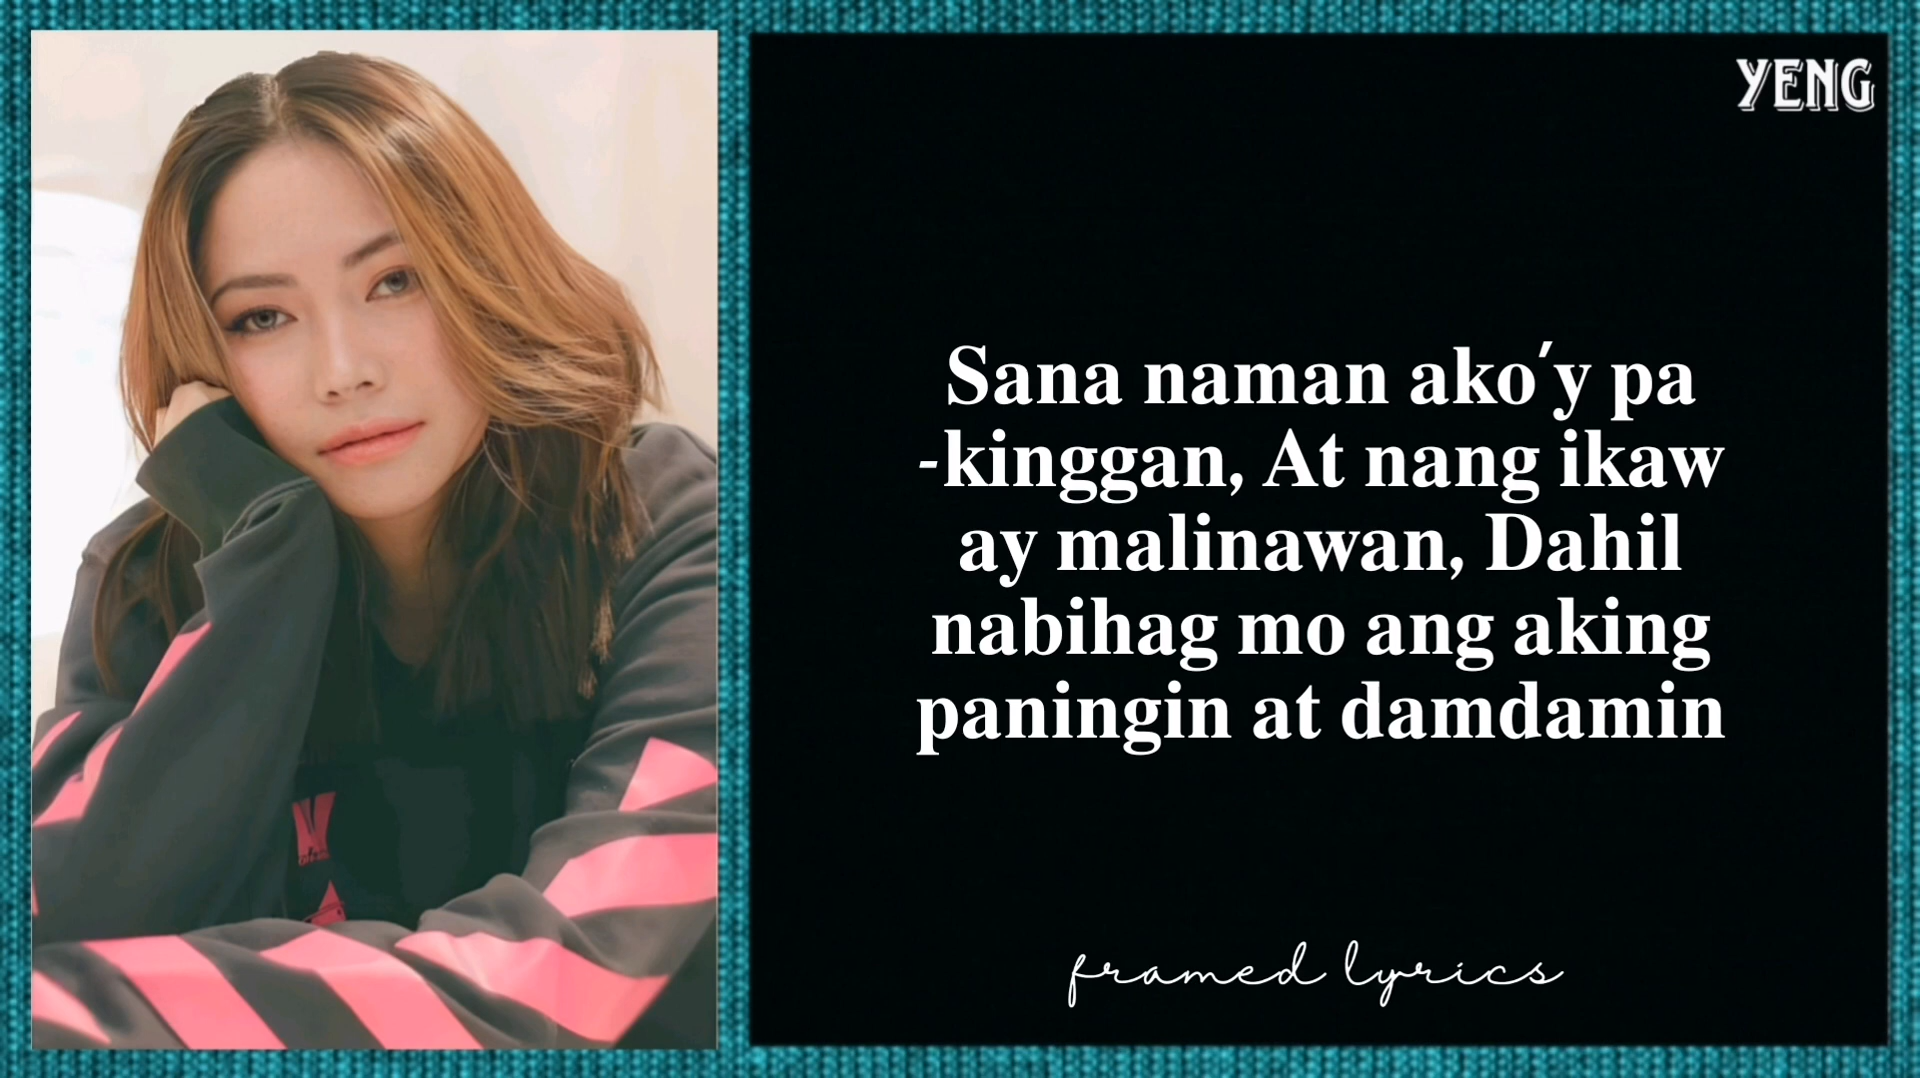 YENG
Sana naman ako'y pa
-kinggan, At nang ikaw
ay malinawan, Dahil
nabihag mo ang aking
paningin at damdamin
framed lyrics